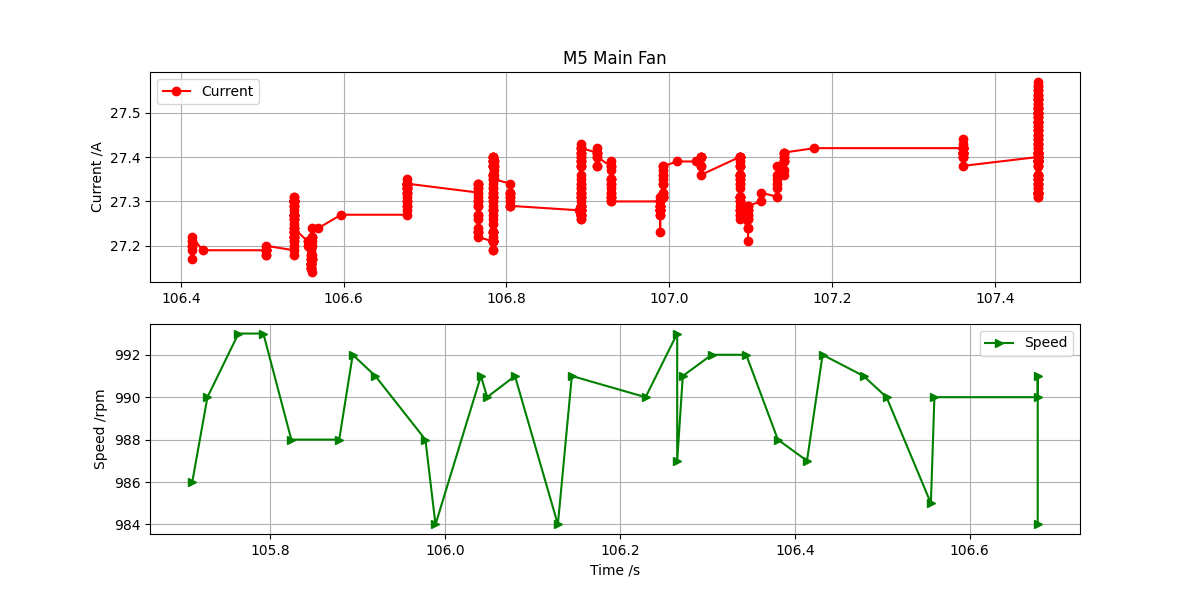 M5 Main Fan
Current
Current /A
27.5
27.4
27.3
27.2
106.4 106.6 106.8 107.0 107.2 107.4
Speed
Speed /rpm
992
990
988
986
984
105.8 106.0 106.2 106.4 106.6
Time /s